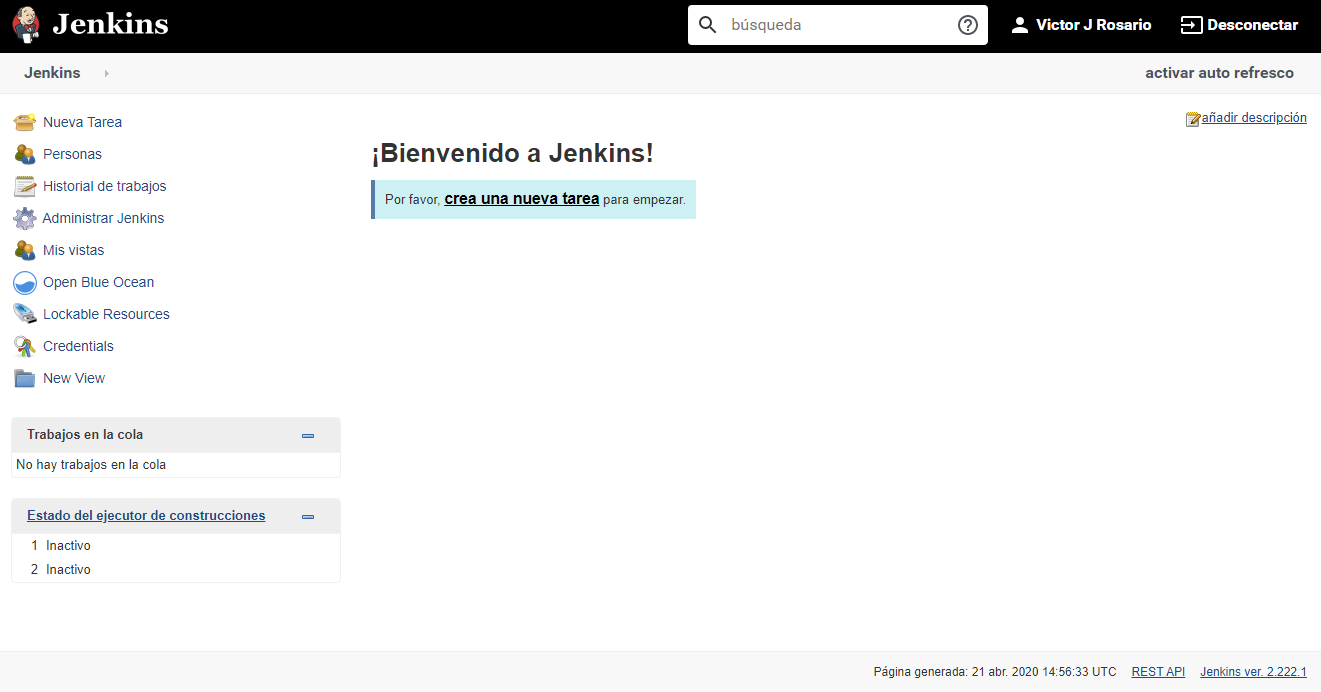 Jenkins
búsqueda
Victor J Rosario
Desconectar
Jenkins
activar auto refresco
Nueva Tarea
Personas
Historial de trabajos
Administrar Jenkins
Mis vistas
Open Blue Ocean
Lockable Resources
Credentials
New View
Trabajos en la cola
No hay trabajos en la cola
Estado del ejecutor de construcciones
1 Inactivo
2 Inactivo
añadir descripción
¡Bienvenido a Jenkins!
Por favor, crea una nueva tarea para empezar.
Página generada: 21 abr. 2020 14:56:33 UTC REST API Jenkins ver. 2.222.1